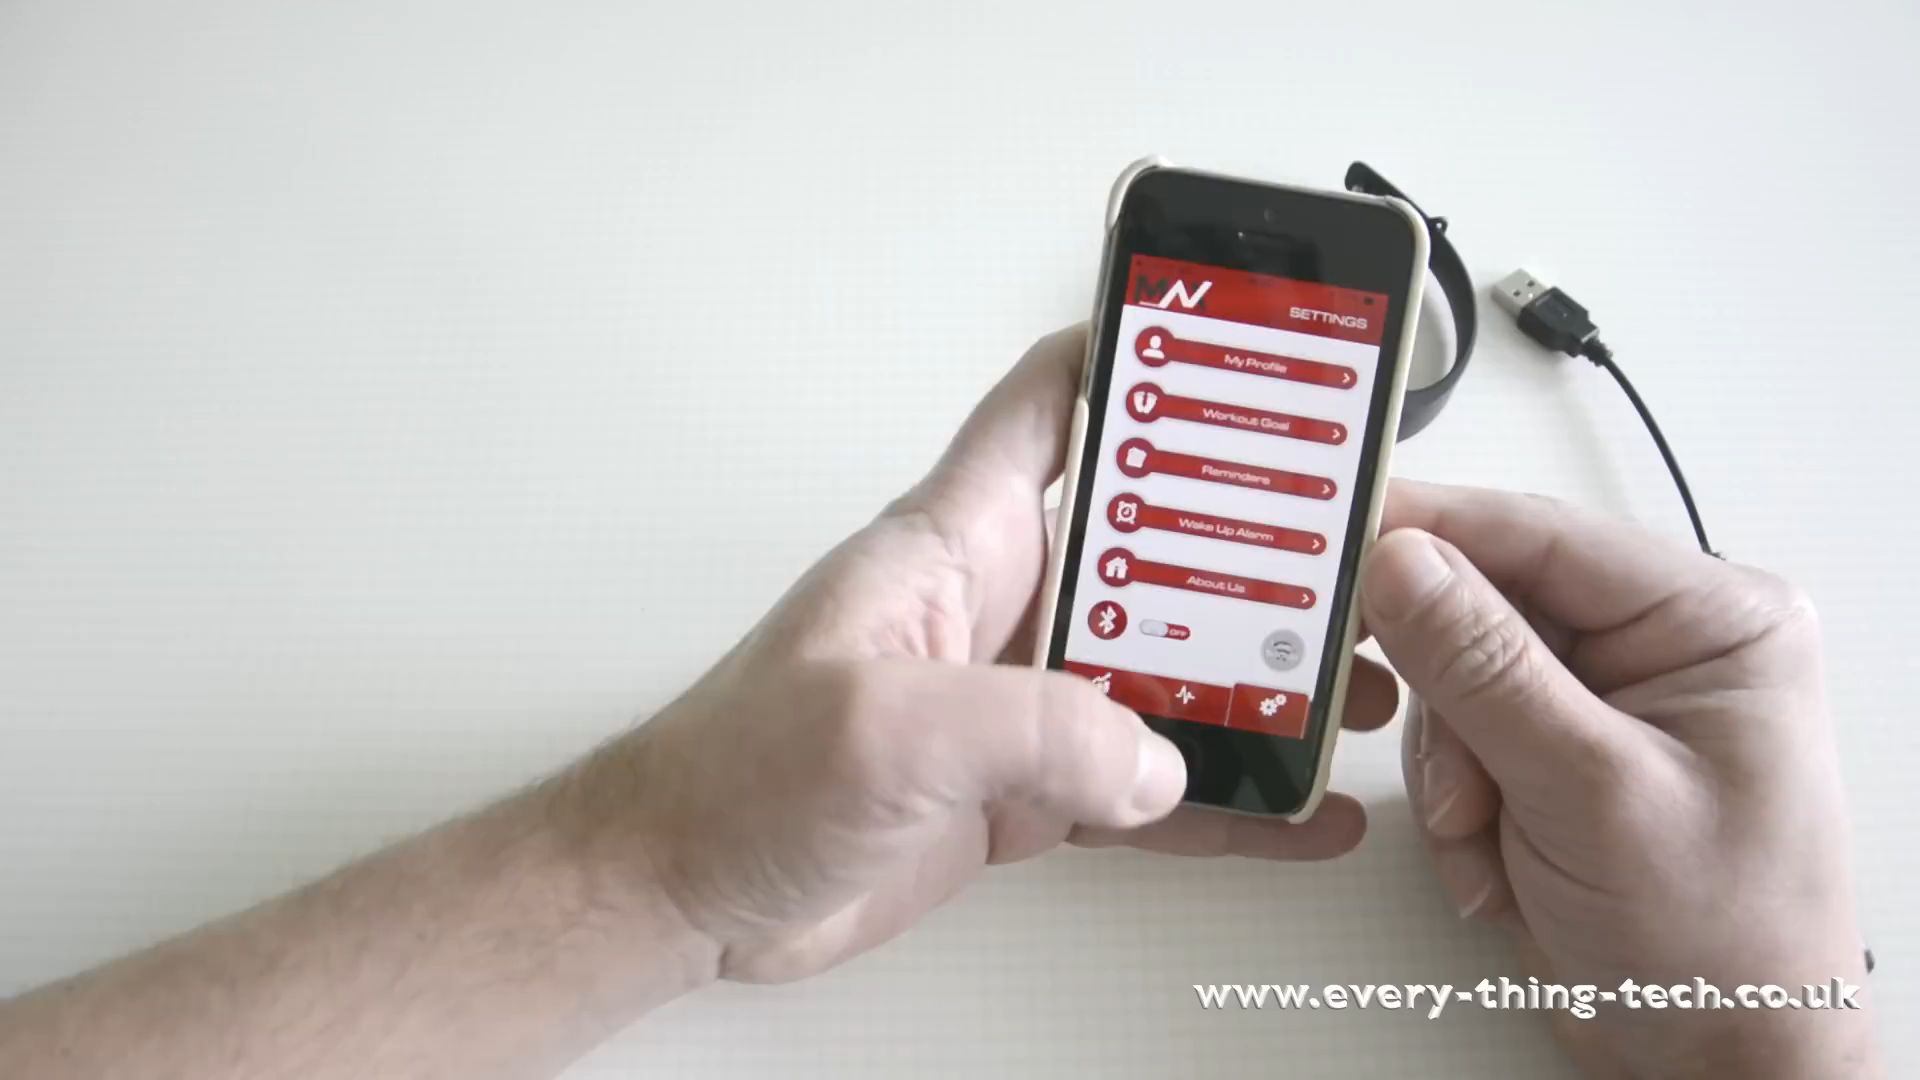 SETTINGS
My Profile
Workout Goal
Reminders
Wake Up Alarm
About Us
OFF
www.every-thing-tech.co.uk